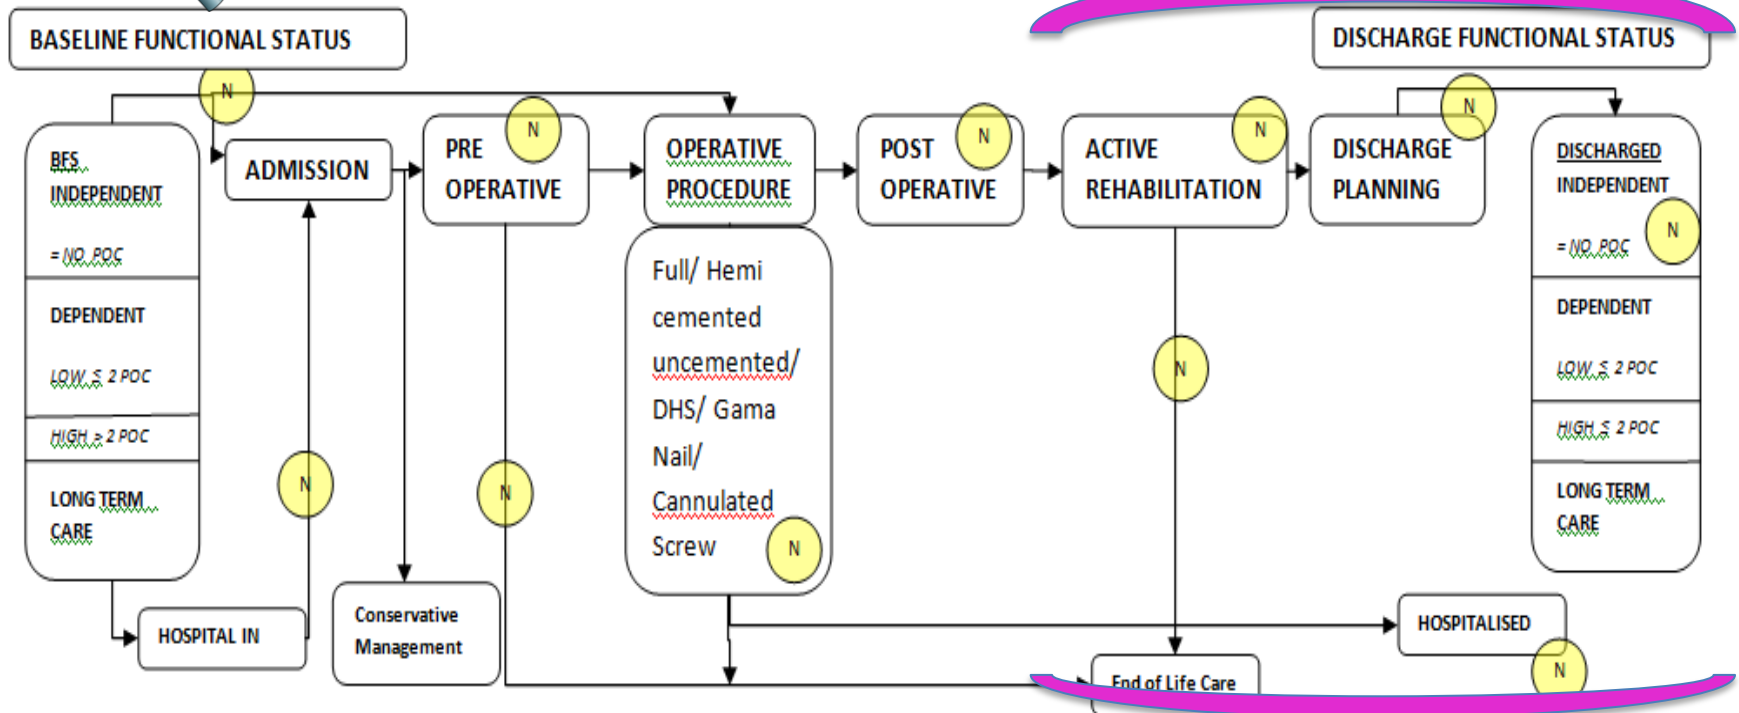 BASELINE FUNCTIONAL STATUS
DISCHARGE FUNCTIONAL STATUS
N
BFS
INDEPENDENT
= NO POC
DEPENDENT
LOW ≤ 2 POC
HIGH ≥ 2 POC
LONG TERM
CARE
HOSPITAL IN
N
ADMISSION
Conservative
Management
PRE
OPERATIVE
N
N
OPERATIVE
PROCEDURE
Full/ Hemi
cemented
uncemented/
DHS/ Gama
Nail/
Cannulated
Screw
N
POST
OPERATIVE
N
ACTIVE
REHABILITATION
N
N
End of Life Care
DISCHARGE
PLANNING
N
DISCHARGED
INDEPENDENT
= NO POC
N
DEPENDENT
LOW ≤ 2 POC
HIGH ≤ 2 POC
LONG TERM
CARE
HOSPITALISED
N